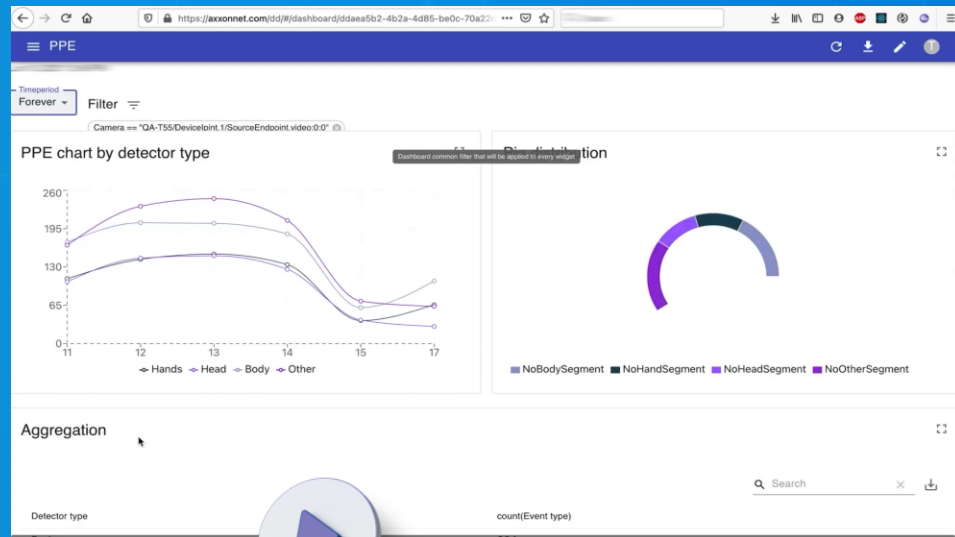 https://axxonnet.com/dd/#/dashboard/ddaea5b2-4b2a-4d85-be0c-70a22
PPE
T
Timeperiod
Forever
Filter
Camera == "QA-T55/DeviceIpint.1/SourceEndpoint.video:0:0"
PPE chart by detector type
Dashboard common filter that will be applied to every widget
260
195
130
65
0
11 12 13 14 15 17
Hands Head Body Other
NoBodySegment NoHandSegment NoHeadSegment NoOtherSegment
Aggregation
Search
Detector type
count(Event type)